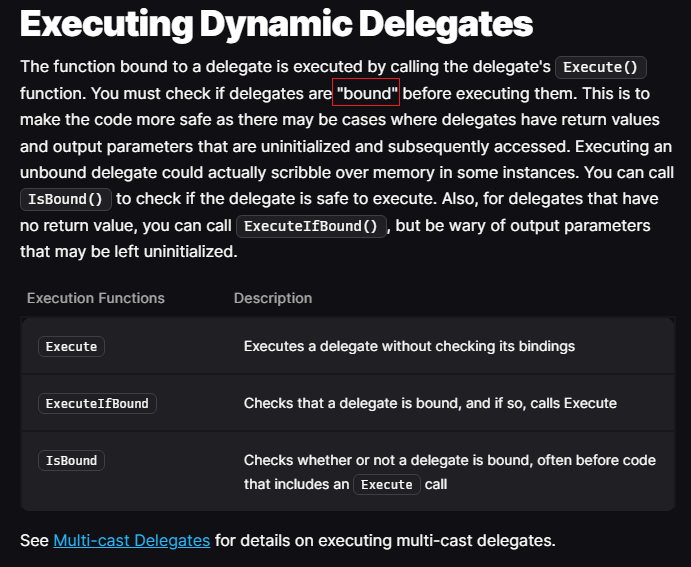 Executing Dynamic Delegates
The function bound to a delegate is executed by calling the delegate's Execute()
function. You must check if delegates are "bound" before executing them. This is to
make the code more safe as there may be cases where delegates have return values
and output parameters that are uninitialized and subsequently accessed. Executing an
unbound delegate could actually scribble over memory in some instances. You can call
IsBound() to check if the delegate is safe to execute. Also, for delegates that have
no return value, you can call ExecuteIfBound(), but be wary of output parameters
that may be left uninitialized.
Execution Functions Description
Execute Executes a delegate without checking its bindings
ExecuteIfBound Checks that a delegate is bound, and if so, calls Execute
IsBound Checks whether or not a delegate is bound, often before code
that includes an Execute call
See Multi-cast Delegates for details on executing multi-cast delegates.